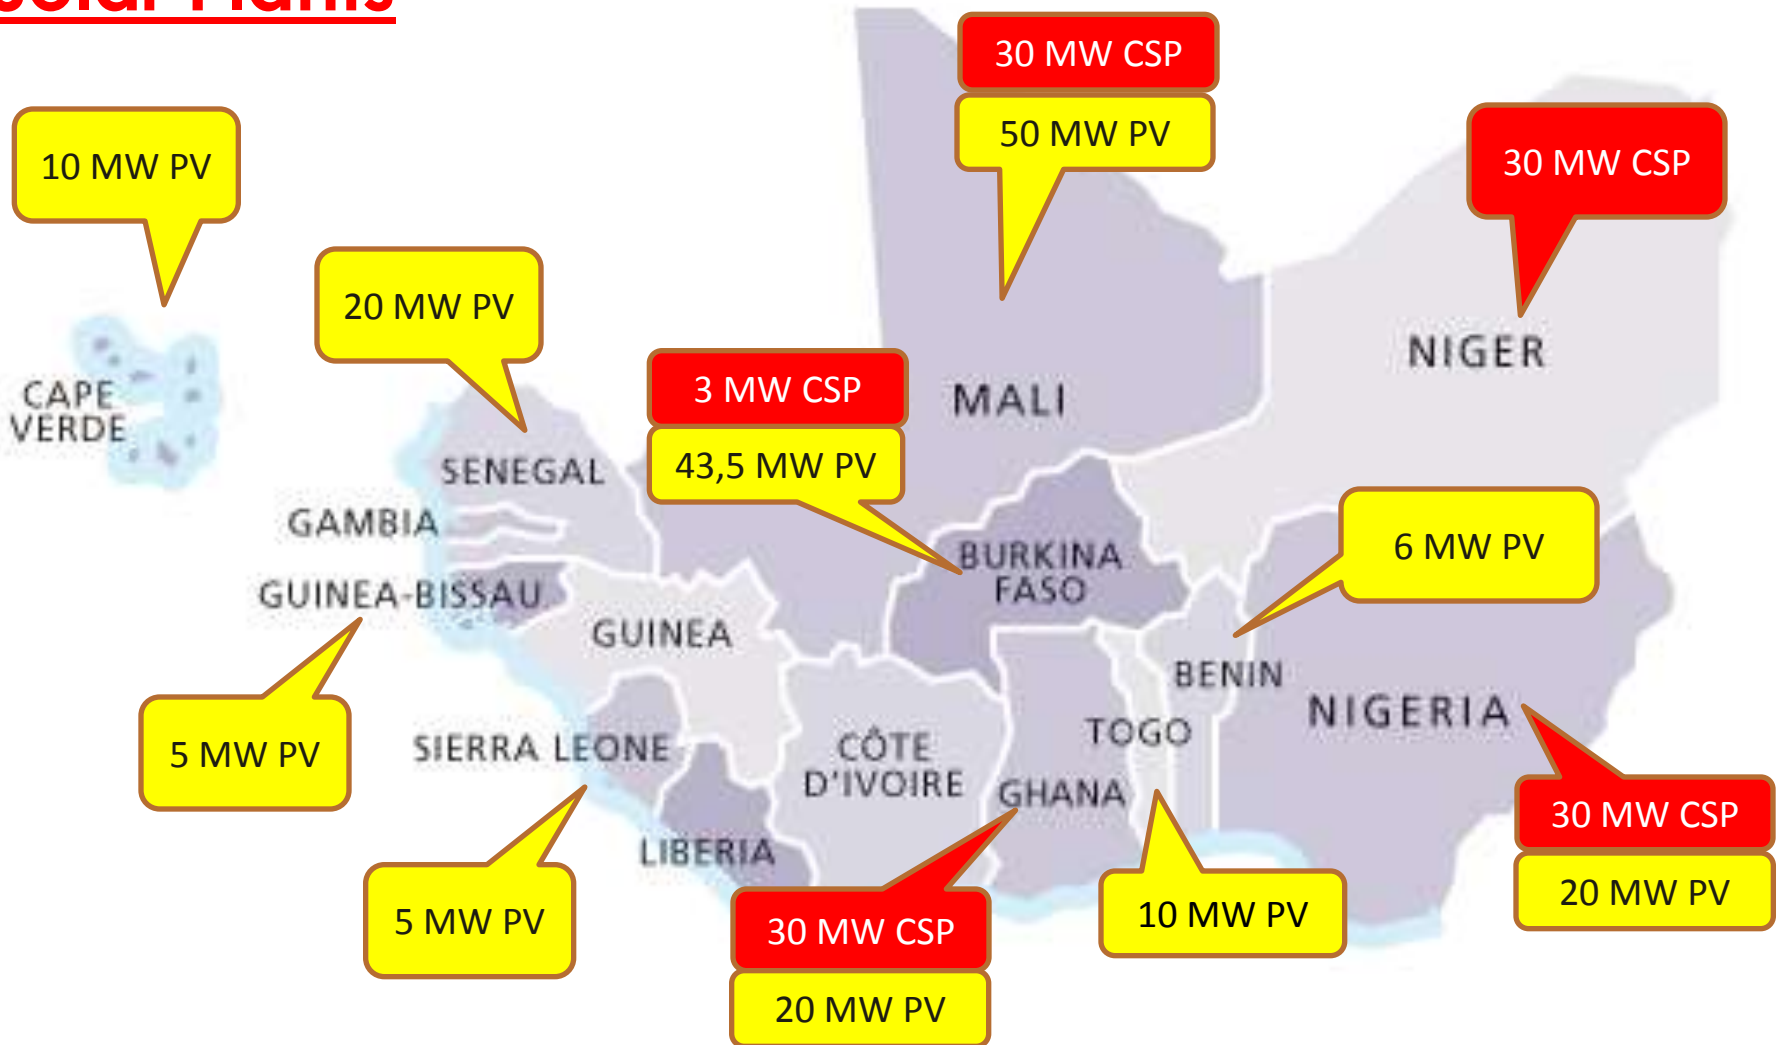 Solar Plants
30 MW CSP
50 MW PV
10 MW PV
30 MW CSP
20 MW PV
NIGER
3 MW CSP
MALI
CAPE
VERDE
43,5 MW PV
SENEGAL
GAMBIA
BURKINA
FASO
6 MW PV
GUINEA-BISSAU
GUINEA
BENIN
NIGERIA
5 MW PV
SIERRA LEONE
CÔTE
D'IVOIRE
TOGO
GHANA
30 MW CSP
LIBERIA
20 MW PV
5 MW PV
30 MW CSP
10 MW PV
20 MW PV